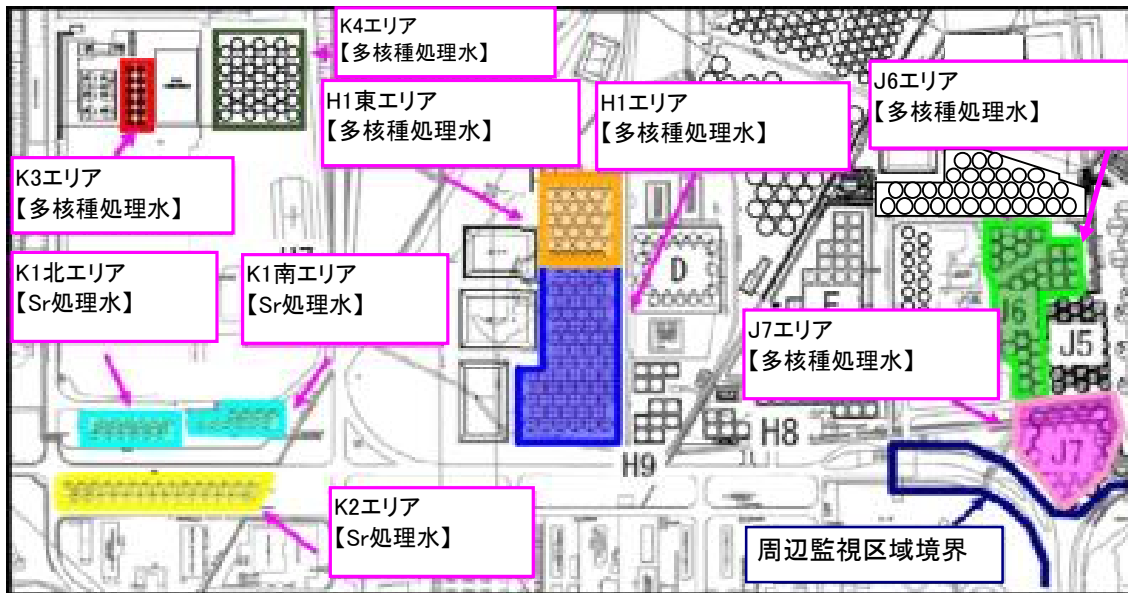 K4エリア
【多核種処理水】
H1東エリア
【多核種処理水】
H1エリア
【多核種処理水】
J6エリア
【多核種処理水】
K3エリア
【多核種処理水】
K1北エリア
【Sr処理水】
K1南エリア
【Sr処理水】
D
J6
J5
J7エリア
【多核種処理水】
H8
J7
H9
K2エリア
【Sr処理水】
周辺監視区域境界